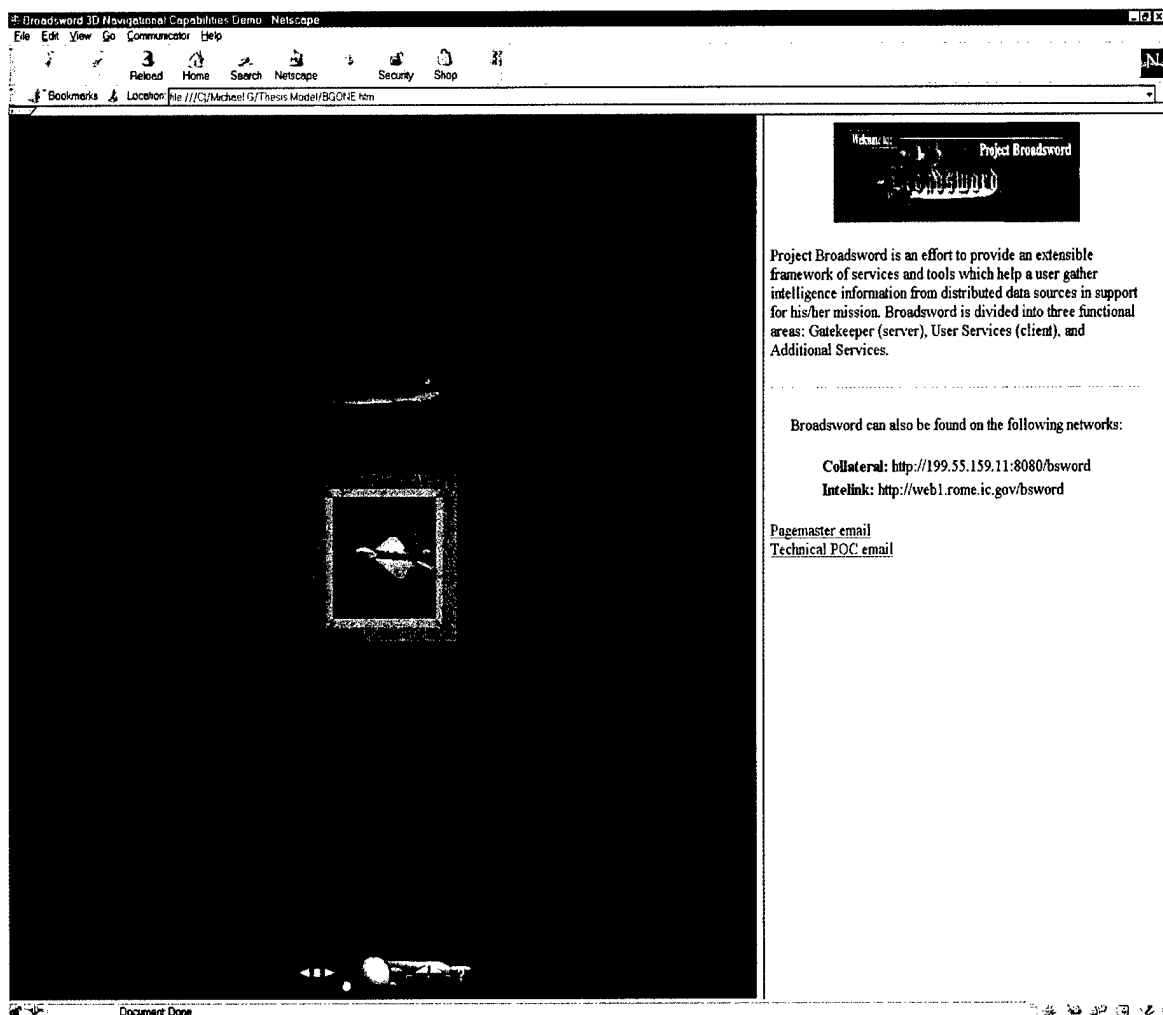 Broadsword 3D Navigational Capabilities Demo Netscape
File Edit View Go Communicator Help
Reload Home Search Netscape Security Shop
Bookmarks Location: file ///C|/Michael G/Thesis Model/BGONE htm
Welcome to:
Project Broadsword
Broadsword
Project Broadsword is an effort to provide an extensible
framework of services and tools which help a user gather
intelligence information from distributed data sources in support
for his/her mission. Broadsword is divided into three functional
areas: Gatekeeper (server), User Services (client), and
Additional Services.
Broadsword can also be found on the following networks:
Collateral: http://199.55.159.11:8080/bsword
Intelink: http://web1.rome.ic.gov/bsword
Pagemaster email
Technical POC email
Document Done